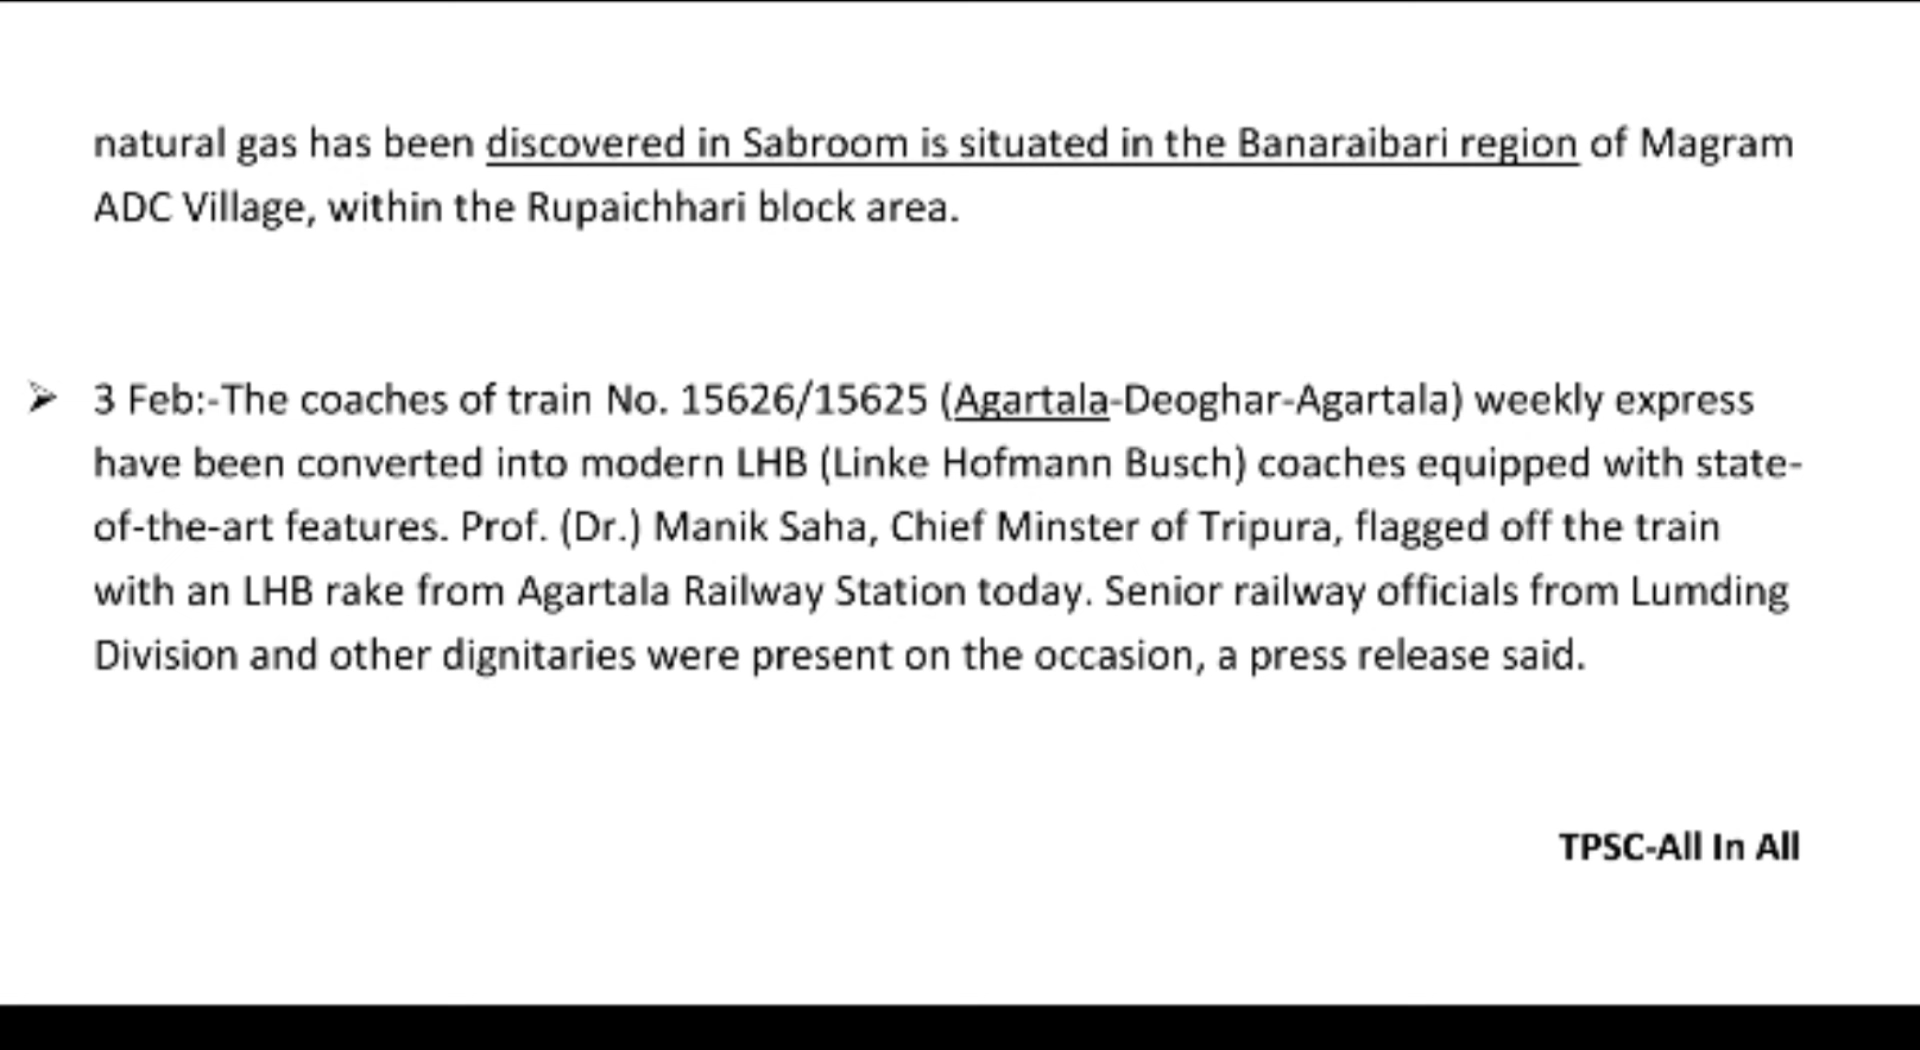 natural gas has been discovered in Sabroom is situated in the Banaraibari region of Magram
ADC Village, within the Rupaichhari block area.
➢ 3 Feb:-The coaches of train No. 15626/15625 (Agartala-Deoghar-Agartala) weekly express
have been converted into modern LHB (Linke Hofmann Busch) coaches equipped with state-
of-the-art features. Prof. (Dr.) Manik Saha, Chief Minster of Tripura, flagged off the train
with an LHB rake from Agartala Railway Station today. Senior railway officials from Lumding
Division and other dignitaries were present on the occasion, a press release said.
TPSC-All In All